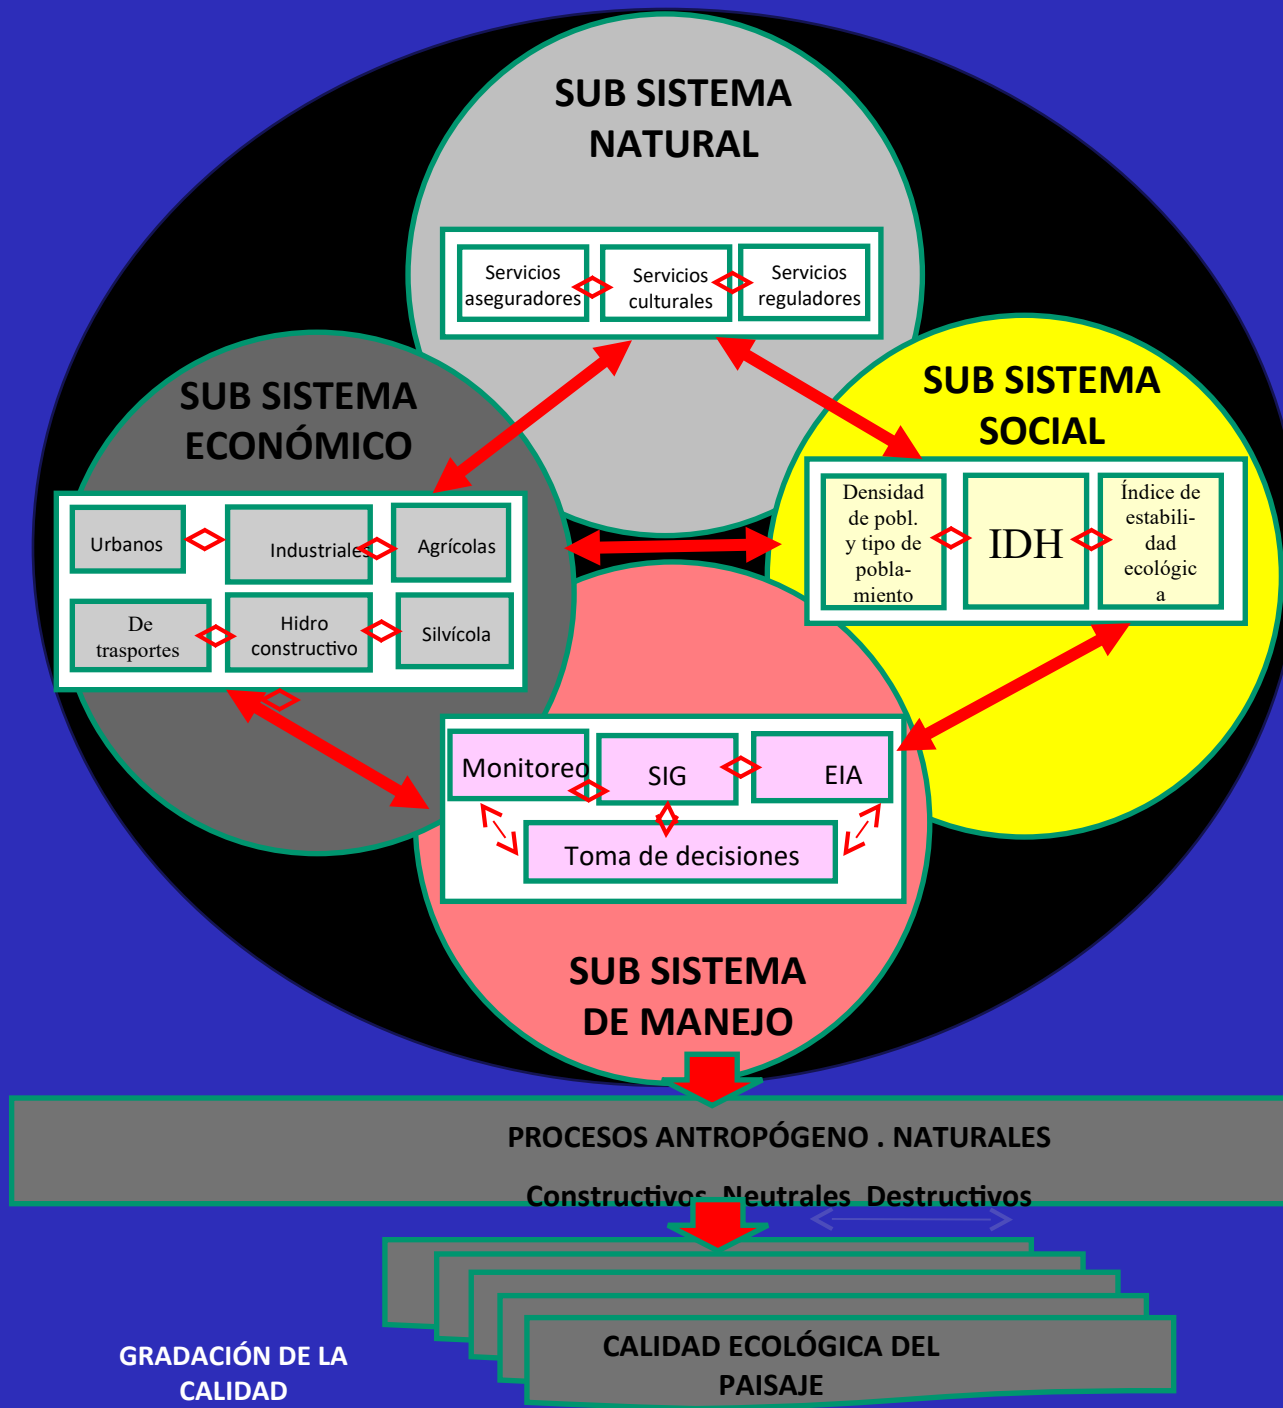 SUB SISTEMA
NATURAL
Servicios
aseguradores
Servicios
culturales
Servicios
reguladores
SUB SISTEMA
ECONÓMICO
Urbanos
Industriales
Agrícolas
De
trasportes
Hidro
constructivo
Silvícola
SUB SISTEMA
SOCIAL
Densidad
de pobl.
y tipo de
pobla-
miento
IDH
Índice de
estabili-
dad
ecológic
a
Monitoreo
SIG
EIA
Toma de decisiones
SUB SISTEMA
DE MANEJO
PROCESOS ANTROPÓGENO . NATURALES
Constructivos Neutrales Destructivos
CALIDAD ECOLÓGICA DEL
PAISAJE
GRADACIÓN DE LA
CALIDAD